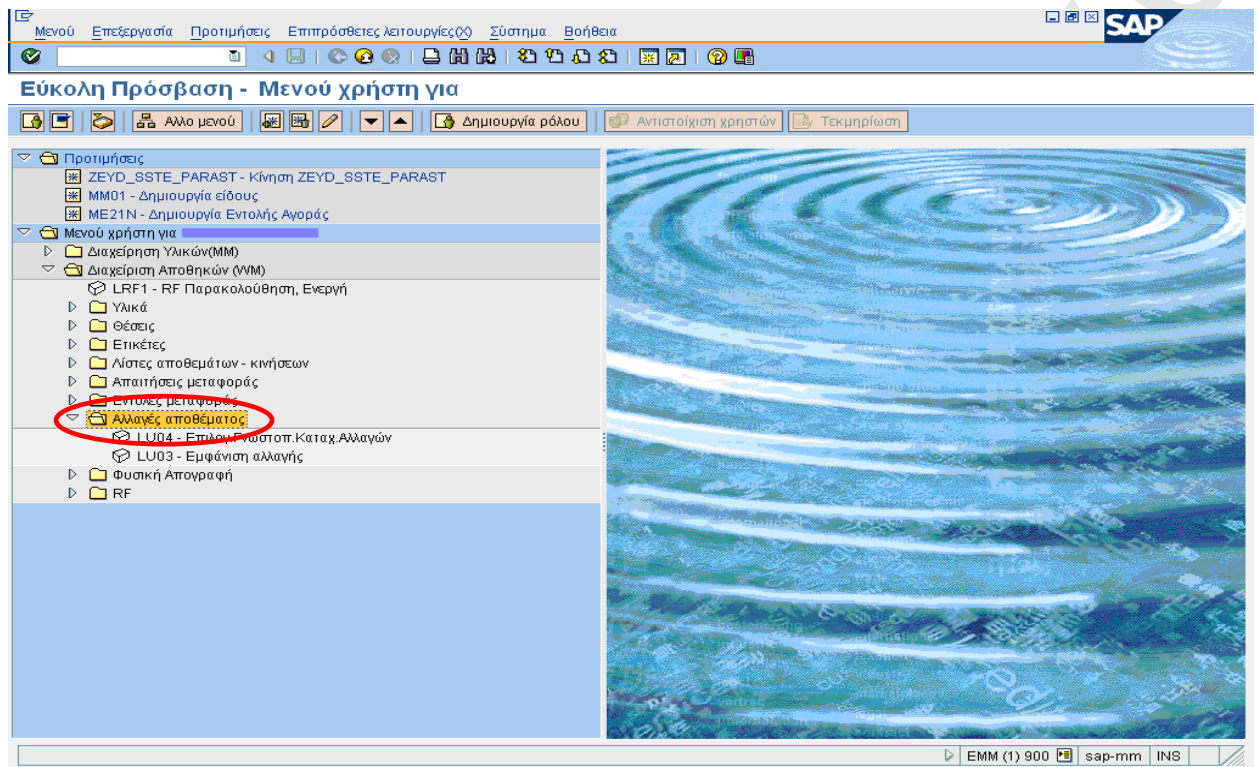 Μενού Επεξεργασία Προτιμήσεις Επιπρόσθετες λειτουργίες(X) Σύστημα Βοήθεια
SAP
Εύκολη Πρόσβαση - Μενού χρήστη για
Αλλο μενού Δημιουργία ρόλου Αντιστοίχιση χρηστών Τεκμηρίωση
Προτιμήσεις
ZEYD_SSTE_PARAST - Κίνηση ZEYD_SSTE_PARAST
MM01 - Δημιουργία είδους
ME21N - Δημιουργία Εντολής Αγοράς
Μενού χρήστη για
Διαχείρηση Υλικών(MM)
Διαχείριση Αποθηκών (WM)
LRF1 - RF Παρακολούθηση, Ενεργή
Υλικά
Θέσεις
Ετικέτες
Λίστες αποθεμάτων - κινήσεων
Απαιτήσεις μεταφοράς
Εντολές μεταφοράς
Αλλαγές αποθέματος
LU04 - Επιλογ.Γνωστοπ.Καταχ.Αλλαγών
LU03 - Εμφάνιση αλλαγής
Φυσική Απογραφή
RF
EMM (1) 900 sap-mm INS